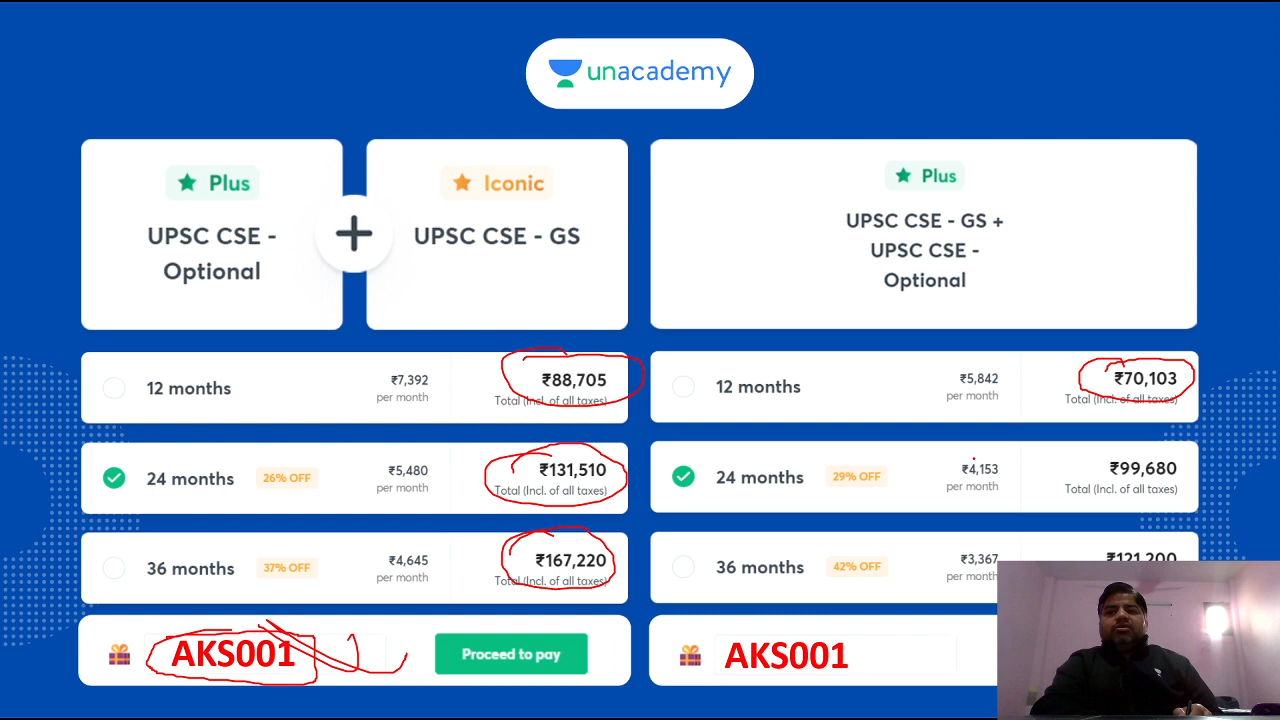 unacademy
Plus
UPSC CSE -
Optional
+
Iconic
UPSC CSE - GS
Plus
UPSC CSE - GS +
UPSC CSE -
Optional
12 months ₹7,392 per month ₹88,705 Total (Incl. of all taxes)
24 months 26% OFF ₹5,480 per month ₹131,510 Total (Incl. of all taxes)
36 months 37% OFF ₹4,645 per month ₹167,220 Total (Incl. of all taxes)
AKS001 Proceed to pay
12 months ₹5,842 per month ₹70,103 Total (Incl. of all taxes)
24 months 29% OFF ₹4,153 per month ₹99,680 Total (Incl. of all taxes)
36 months 42% OFF ₹3,367 per month ₹121,200
AKS001